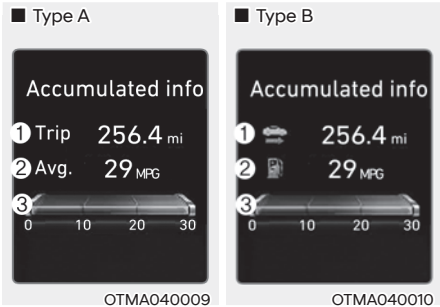 ■ Type A
Accumulated info
① Trip 256.4 mi
② Avg. 29 MPG
③
0 10 20 30
OTMA040009
■ Type B
Accumulated info
① 256.4 mi
② 29 MPG
③
0 10 20 30
OTMA040010